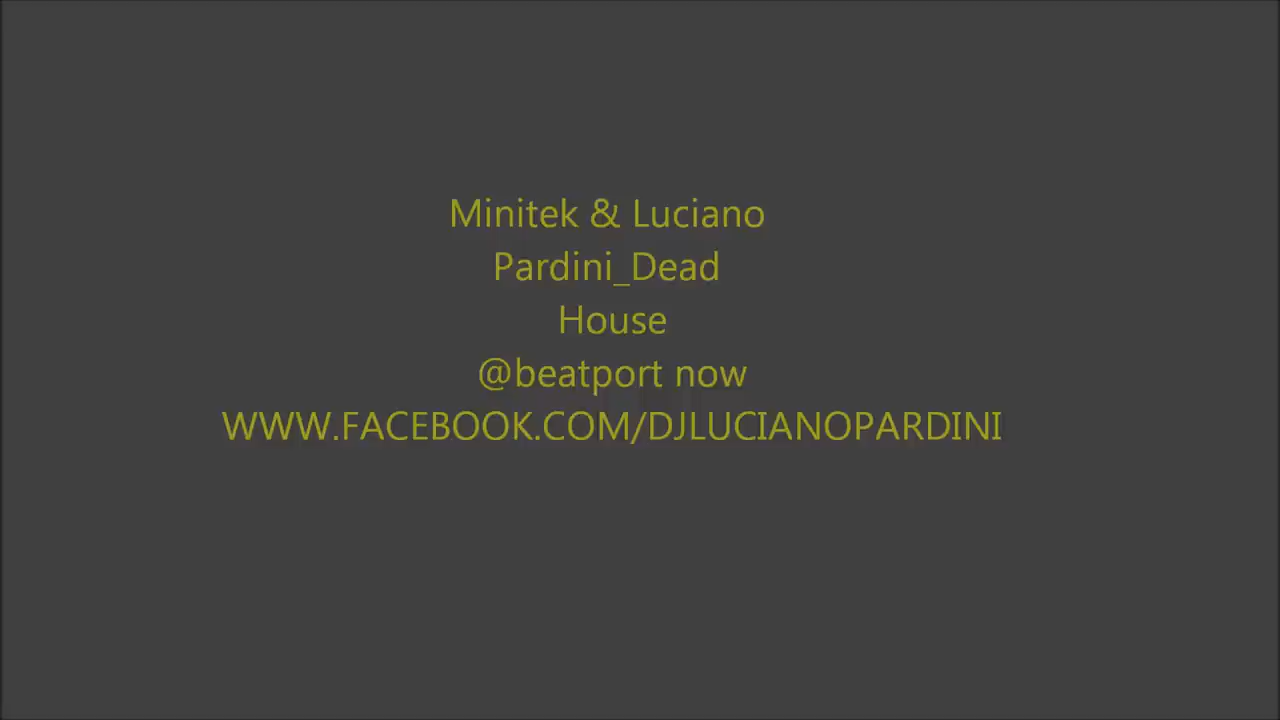 Minitek & Luciano
Pardini_Dead
House
@beatport now
WWW.FACEBOOK.COM/DJLUCIANOPARDINI